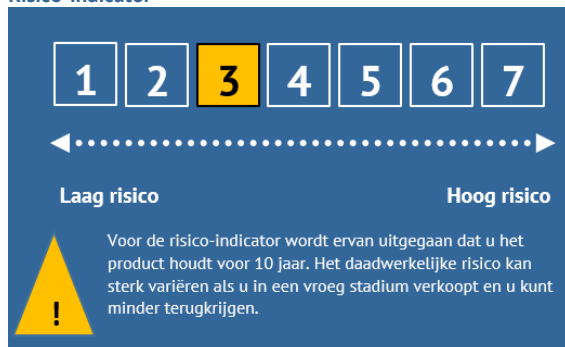 Risico-indicator
1 2 3 4 5 6 7
Laag risico Hoog risico
Voor de risico-indicator wordt ervan uitgegaan dat u het
product houdt voor 10 jaar. Het daadwerkelijke risico kan
sterk variëren als u in een vroeg stadium verkoopt en u kunt
minder terugkrijgen.
!